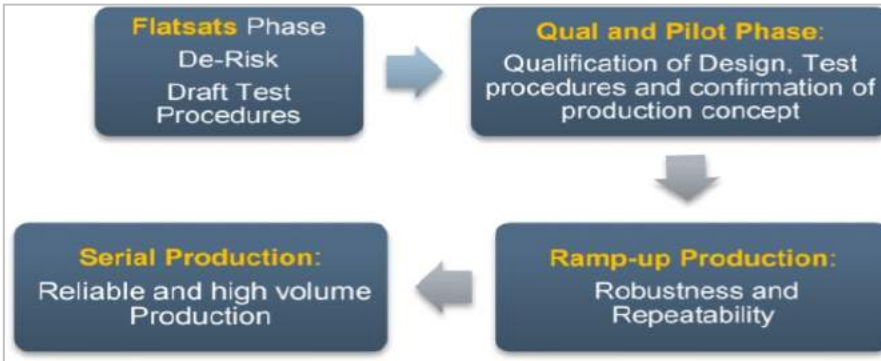 Flatsats Phase
De-Risk
Draft Test
Procedures
Qual and Pilot Phase:
Qualification of Design, Test
procedures and confirmation of
production concept
Ramp-up Production:
Robustness and
Repeatability
Serial Production:
Reliable and high volume
Production